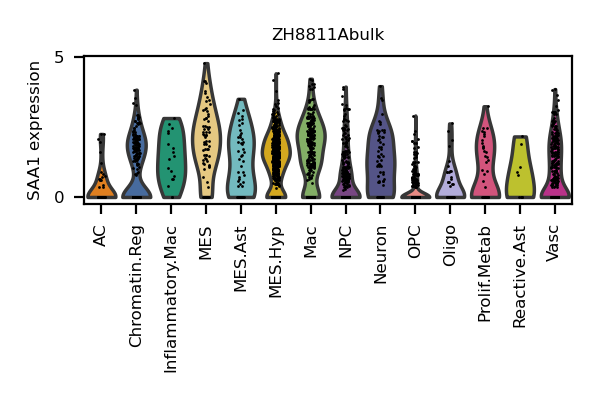 ZH8811Abulk
SAA1 expression
5
0
AC
Chromatin.Reg
Inflammatory.Mac
MES
MES.Ast
MES.Hyp
Mac
NPC
Neuron
OPC
Oligo
Prolif.Metab
Reactive.Ast
Vasc